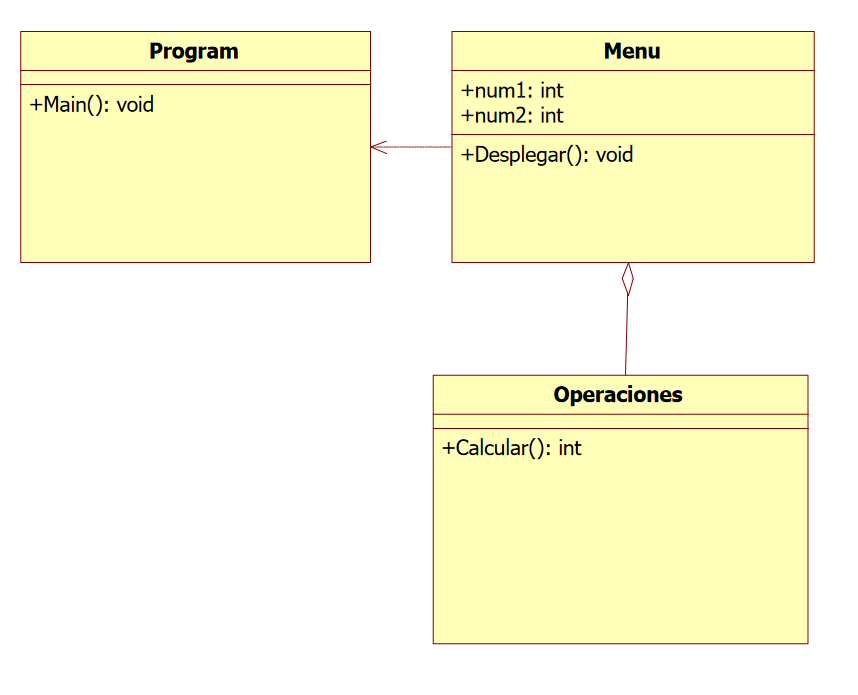 Program
+Main(): void
Menu
+num1: int
+num2: int
+Desplegar(): void
Operaciones
+Calcular(): int